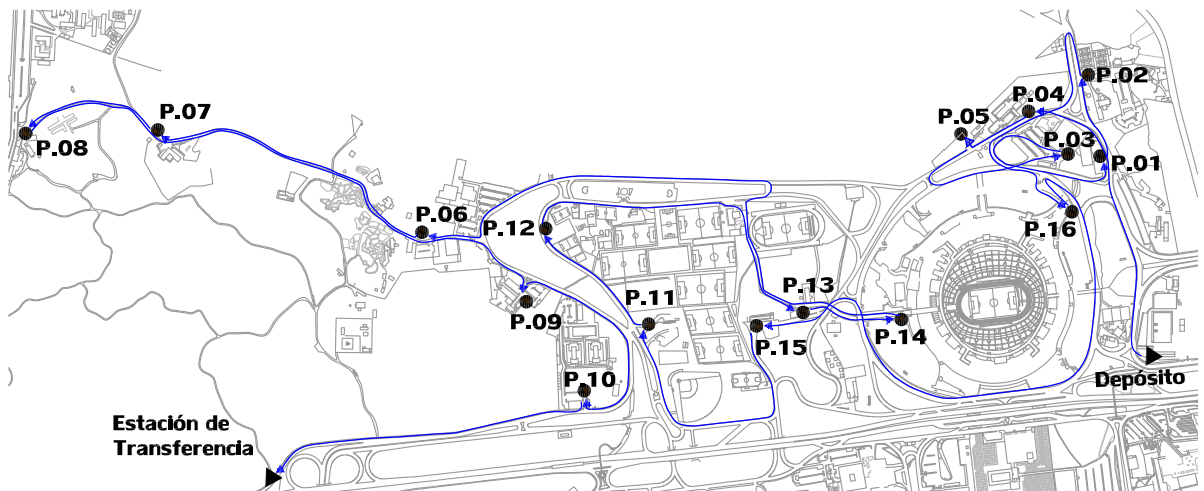 P.02
P.04
P.05
P.07
P.03
P.08
P.01
P.06
P.12
P.16
P.11
P.13
P.09
P.14
P.15
P.10
Depósito
Estación de
Transferencia